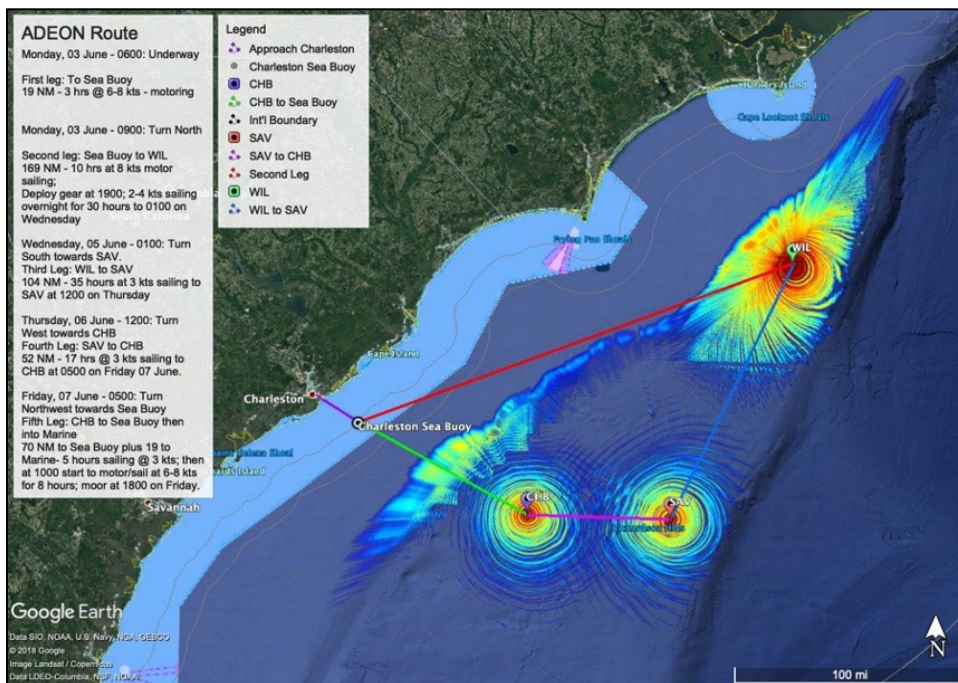 ADEON Route
Monday, 03 June - 0600: Underway
First leg: To Sea Buoy
19 NM - 3 hrs @ 6-8 kts - motoring
Monday, 03 June - 0900: Turn North
Second leg: Sea Buoy to WIL
169 NM - 10 hrs at 8 kts motor
sailing;
Deploy gear at 1900; 2-4 kts sailing
overnight for 30 hours to 0100 on
Wednesday
Wednesday, 05 June - 0100: Turn
South towards SAV.
Third Leg: WIL to SAV
104 NM - 35 hours at 3 kts sailing to
SAV at 1200 on Thursday
Thursday, 06 June - 1200: Turn
West towards CHB
Fourth Leg: SAV to CHB
52 NM - 17 hrs @ 3 kts sailing to
CHB at 0500 on Friday 07 June.
Friday, 07 June - 0500: Turn
Northwest towards Sea Buoy
Fifth Leg: CHB to Sea Buoy then
into Marine
70 NM to Sea Buoy plus 19 to
Marine- 5 hours sailing @ 3 kts; then
at 1000 start to motor/sail at 6-8 kts
for 8 hours; moor at 1800 on Friday.
Legend
Approach Charleston
Charleston Sea Buoy
CHB
CHB to Sea Buoy
Int'l Boundary
SAV
SAV to CHB
Second Leg
WIL
WIL to SAV
Harkers Island
Cape Lookout Shoals
South Carolina
Frying Pan Shoals
WIL
Cape Island
Charleston
Charleston Sea Buoy
Saint Helena Shoal
Island
Savannah
CHB
SAV
Google Earth
Data SIO, NOAA, U.S. Navy, NGA, GEBCO
© 2018 Google
Image Landsat / Copernicus
Data LDEO-Columbia, NSF, NOAA
100 mi
N